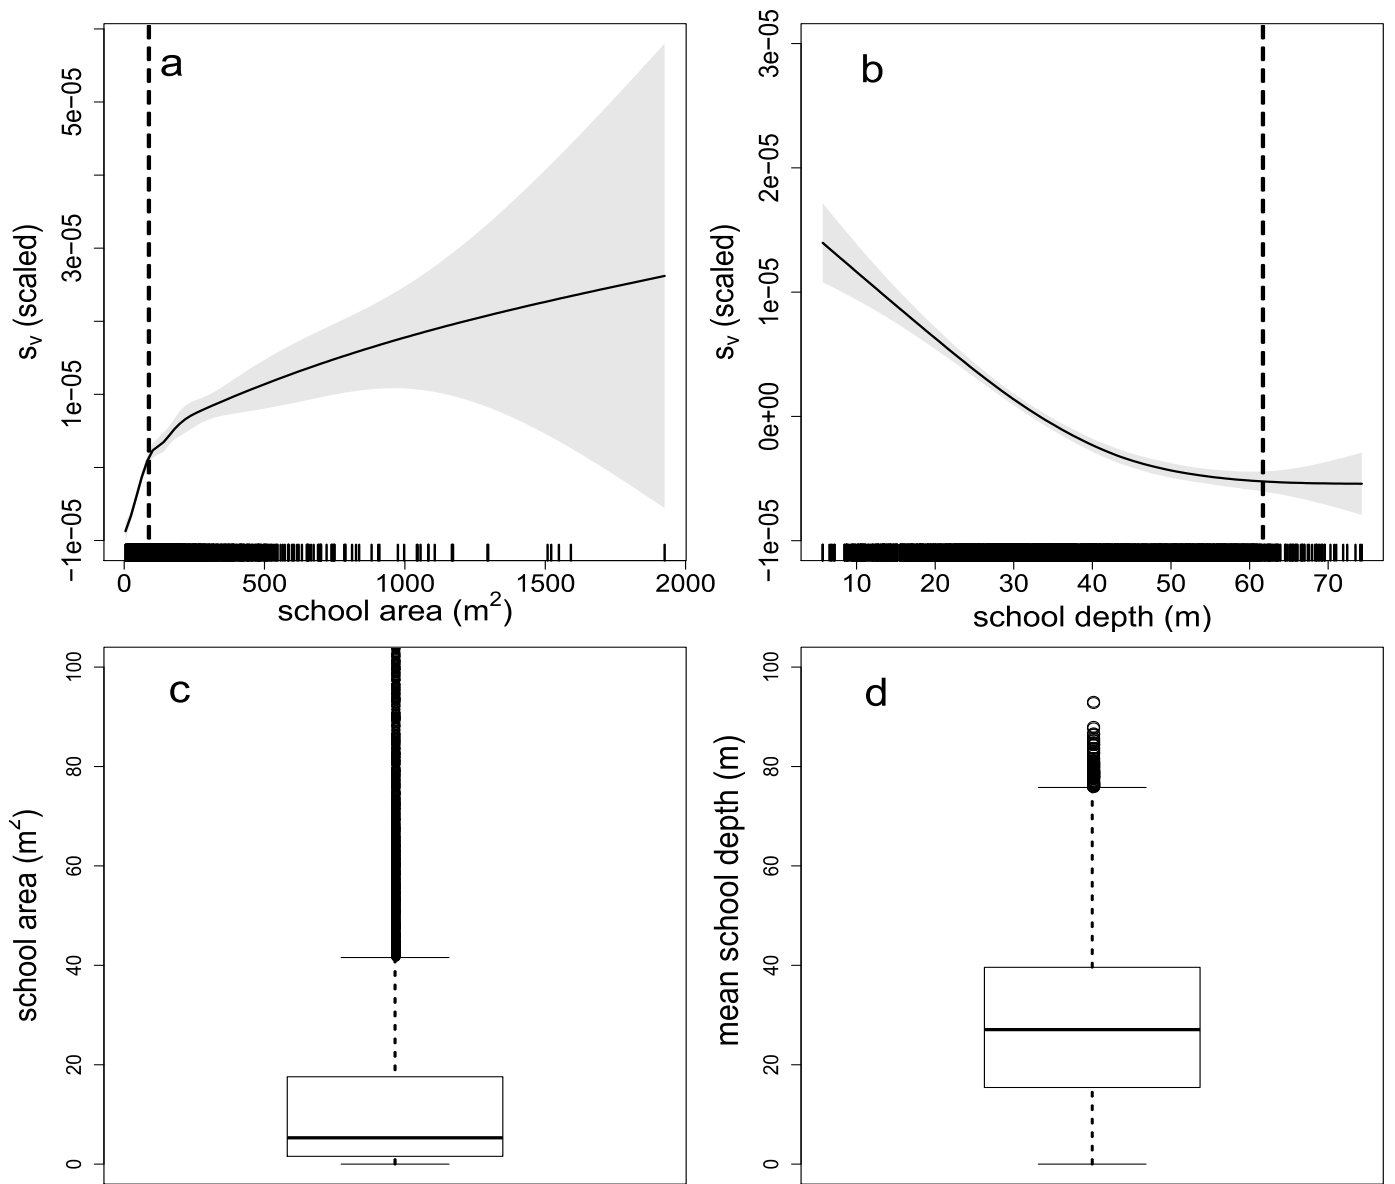 a
5e−05
3e−05
1e−05
−1e−05
sᵥ (scaled)
0 500 1000 1500 2000
school area (m²)
b
3e−05
2e−05
1e−05
0e+00
−1e−05
sᵥ (scaled)
10 20 30 40 50 60 70
school depth (m)
c
100
80
60
40
20
0
school area (m²)
d
100
80
60
40
20
0
mean school depth (m)